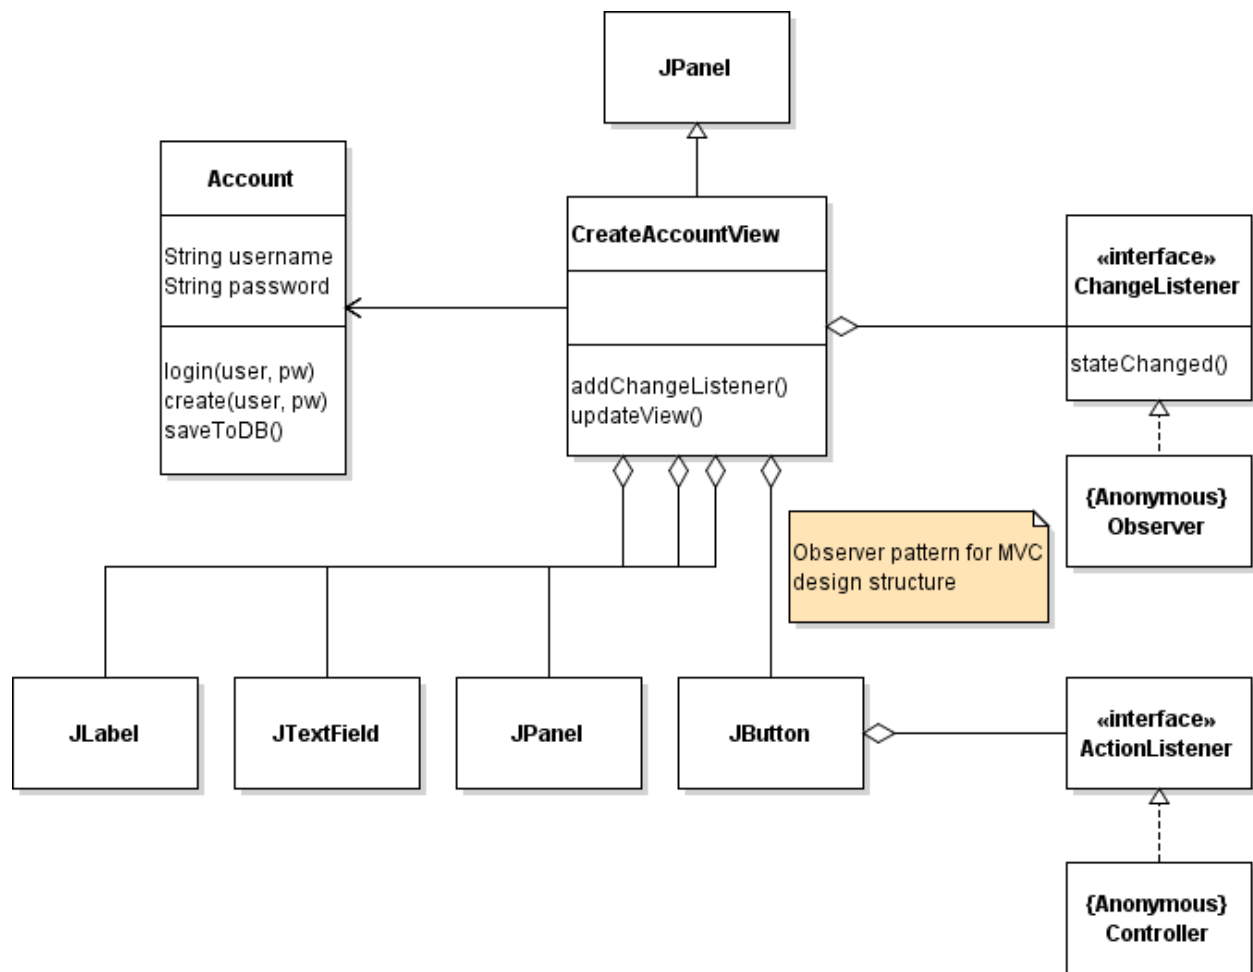 JPanel
Account
String username
String password
login(user, pw)
create(user, pw)
saveToDB()
CreateAccountView
addChangeListener()
updateView()
«interface»
ChangeListener
stateChanged()
{Anonymous}
Observer
Observer pattern for MVC
design structure
JLabel
JTextField
JPanel
JButton
«interface»
ActionListener
{Anonymous}
Controller